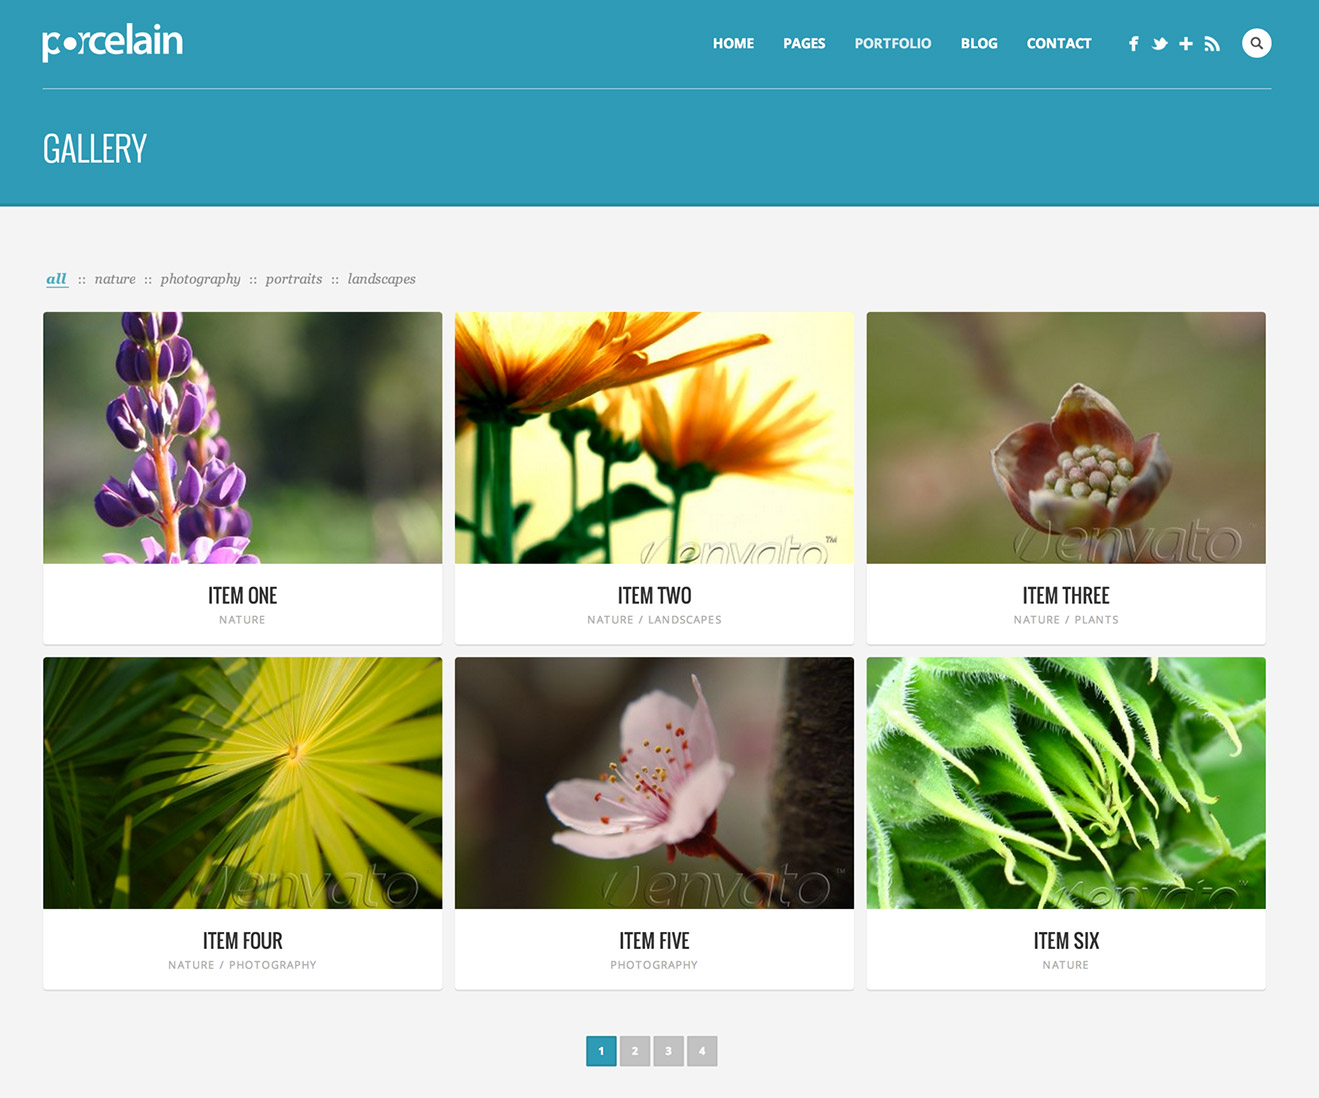 porcelain
HOME PAGES PORTFOLIO BLOG CONTACT
GALLERY
all :: nature :: photography :: portraits :: landscapes
envato™
envato
ITEM ONE
NATURE
ITEM TWO
NATURE / LANDSCAPES
ITEM THREE
NATURE / PLANTS
envato
envato™
envato™
ITEM FOUR
NATURE / PHOTOGRAPHY
ITEM FIVE
PHOTOGRAPHY
ITEM SIX
NATURE
1 2 3 4